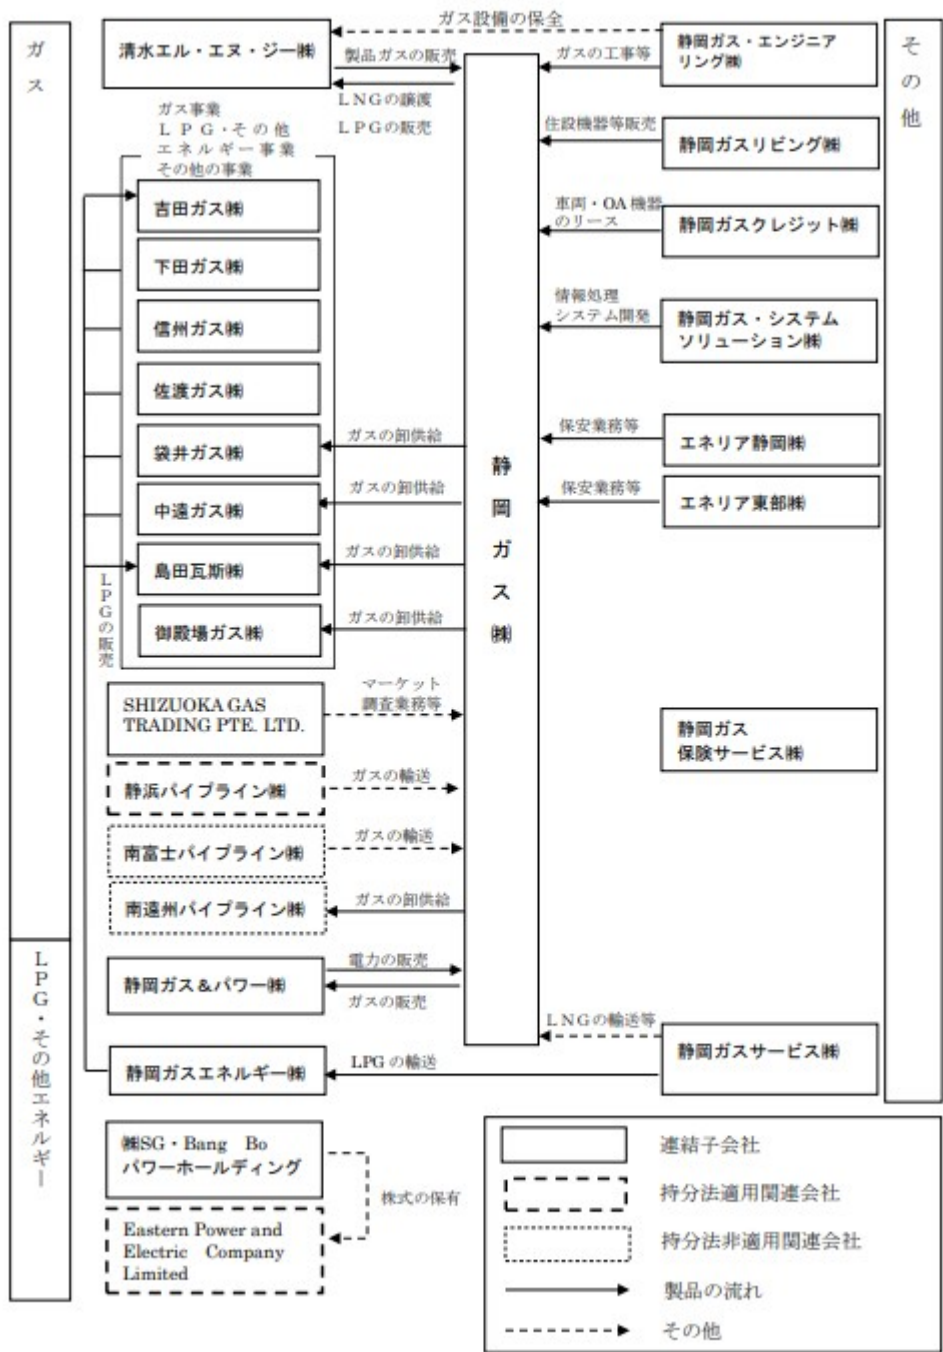 ガス
清水エル・エヌ・ジー㈱
ガス設備の保全
製品ガスの販売
LNGの譲渡
LPGの販売
ガス事業
LPG・その他
エネルギー事業
その他の事業
吉田ガス㈱
下田ガス㈱
信州ガス㈱
佐渡ガス㈱
袋井ガス㈱
ガスの卸供給
中遠ガス㈱
ガスの卸供給
島田瓦斯㈱
ガスの卸供給
御殿場ガス㈱
ガスの卸供給
LPGの販売
SHIZUOKA GAS
TRADING PTE. LTD.
マーケット
調査業務等
静浜パイプライン㈱
ガスの輸送
南富士パイプライン㈱
ガスの輸送
南遠州パイプライン㈱
ガスの卸供給
LPG・その他エネルギー
静岡ガス&パワー㈱
電力の販売
ガスの販売
静岡ガスエネルギー㈱
LPGの輸送
㈱SG・Bang Bo
パワーホールディング
株式の保有
Eastern Power and
Electric Company
Limited
静岡ガス㈱
その他
静岡ガス・エンジニア
リング㈱
ガスの工事等
静岡ガスリビング㈱
住設機器等販売
静岡ガスクレジット㈱
車両・OA機器
のリース
静岡ガス・システム
ソリューション㈱
情報処理
システム開発
エネリア静岡㈱
保安業務等
エネリア東部㈱
保安業務等
静岡ガス
保険サービス㈱
静岡ガスサービス㈱
LNGの輸送等
連結子会社
持分法適用関連会社
持分法非適用関連会社
製品の流れ
その他